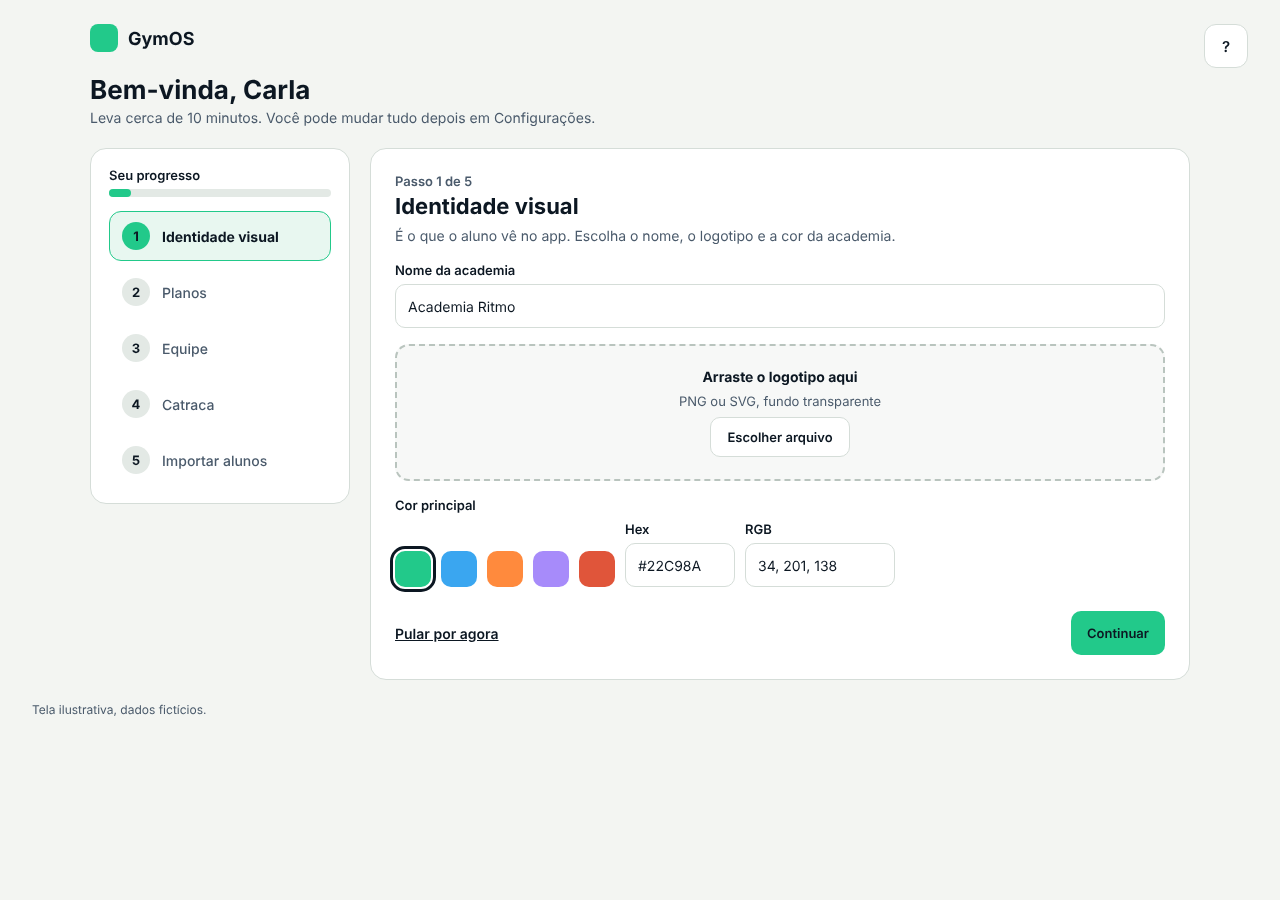 GymOS
?
Bem-vinda, Carla
Leva cerca de 10 minutos. Você pode mudar tudo depois em Configurações.
Seu progresso
1 Identidade visual
2 Planos
3 Equipe
4 Catraca
5 Importar alunos
Passo 1 de 5
Identidade visual
É o que o aluno vê no app. Escolha o nome, o logotipo e a cor da academia.
Nome da academia
Academia Ritmo
Arraste o logotipo aqui
PNG ou SVG, fundo transparente
Escolher arquivo
Cor principal
Hex RGB
#22C98A 34, 201, 138
Pular por agora Continuar
Tela ilustrativa, dados fictícios.